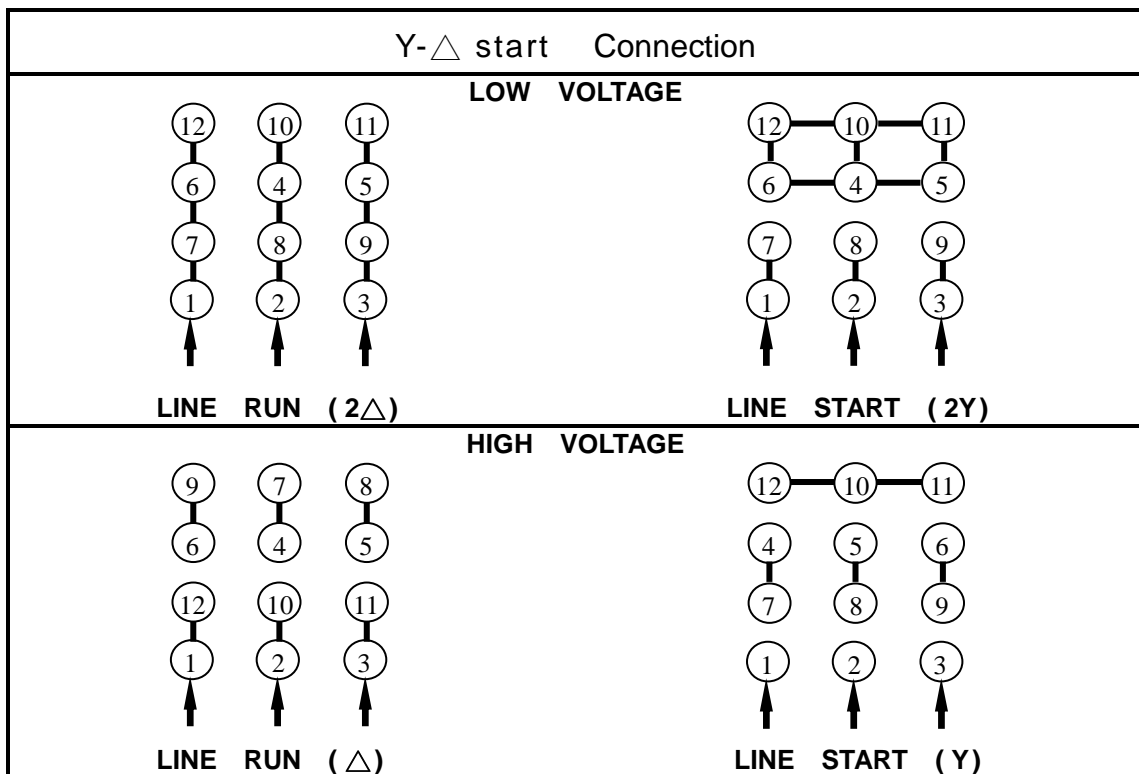 Y-△ start Connection
LOW VOLTAGE
12 10 11 12 10 11
6 4 5 6 4 5
7 8 9 7 8 9
1 2 3 1 2 3
LINE RUN (2△) LINE START (2Y)
HIGH VOLTAGE
9 7 8 12 10 11
6 4 5 4 5 6
12 10 11 7 8 9
1 2 3 1 2 3
LINE RUN (△) LINE START (Y)